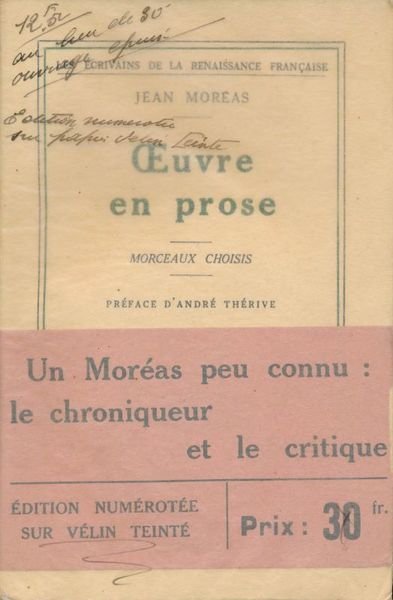 12.50
au lieu de 30
ouvrage épuisé
ÉCRIVAINS DE LA RENAISSANCE FRANÇAISE
JEAN MORÉAS
Edition numérotée
sur papier vélin teinté
Œuvre
en prose
MORCEAUX CHOISIS
PRÉFACE D'ANDRÉ THÉRIVE
Un Moréas peu connu :
le chroniqueur
et le critique
ÉDITION NUMÉROTÉE
SUR VÉLIN TEINTÉ
Prix : 30 fr.